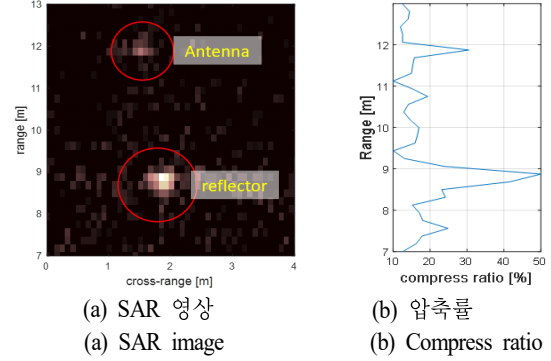 13
12
11
10
9
8
7
range [m]
0
1
2
3
4
cross-range [m]
Antenna
reflector
12
11
10
9
8
7
Range [m]
10
20
30
40
50
compress ratio [%]
(a) SAR 영상
(b) 압축률
(a) SAR image
(b) Compress ratio